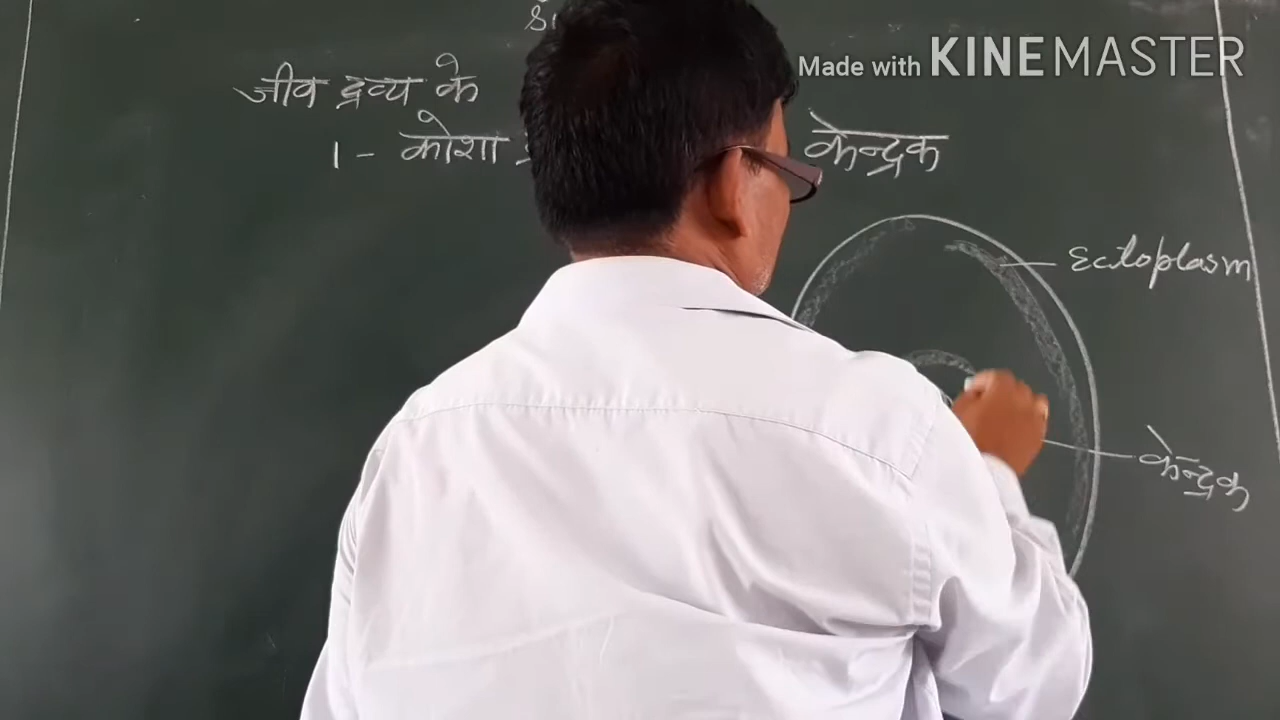 Made with KINEMASTER
जीव द्रव्य के
1 - कोशा
केन्द्रक
Ectoplasm
केन्द्रक